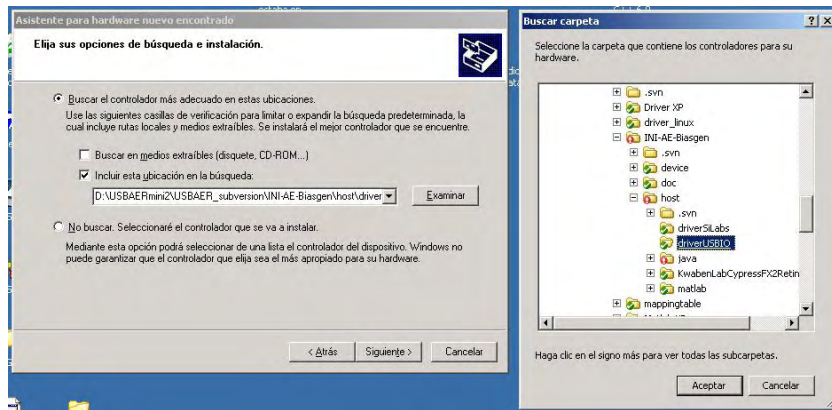 Asistente para hardware nuevo encontrado
Elija sus opciones de búsqueda e instalación.
Buscar el controlador más adecuado en estas ubicaciones.
Use las siguientes casillas de verificación para limitar o expandir la búsqueda predeterminada, la
cual incluye rutas locales y medios extraíbles. Se instalará el mejor controlador que se encuentre.
Buscar en medios extraíbles (disquete, CD-ROM...)
Incluir esta ubicación en la búsqueda:
D:\USBAERmini2\USBAER_subversion\INI-AE-Biasgen\host\driver
Examinar
No buscar. Seleccionaré el controlador que se va a instalar.
Mediante esta opción podrá seleccionar de una lista el controlador del dispositivo. Windows no
puede garantizar que el controlador que elija sea el más apropiado para su hardware.
< Atrás
Siguiente >
Cancelar
Buscar carpeta
Seleccione la carpeta que contiene los controladores para su
hardware.
.svn
Driver XP
driver_linux
INI-AE-Biasgen
.svn
device
doc
host
.svn
driverSiLabs
driverUSBIO
java
KwabenLabCypressFX2Retin
matlab
mappingtable
Haga clic en el signo más para ver todas las subcarpetas.
Aceptar
Cancelar